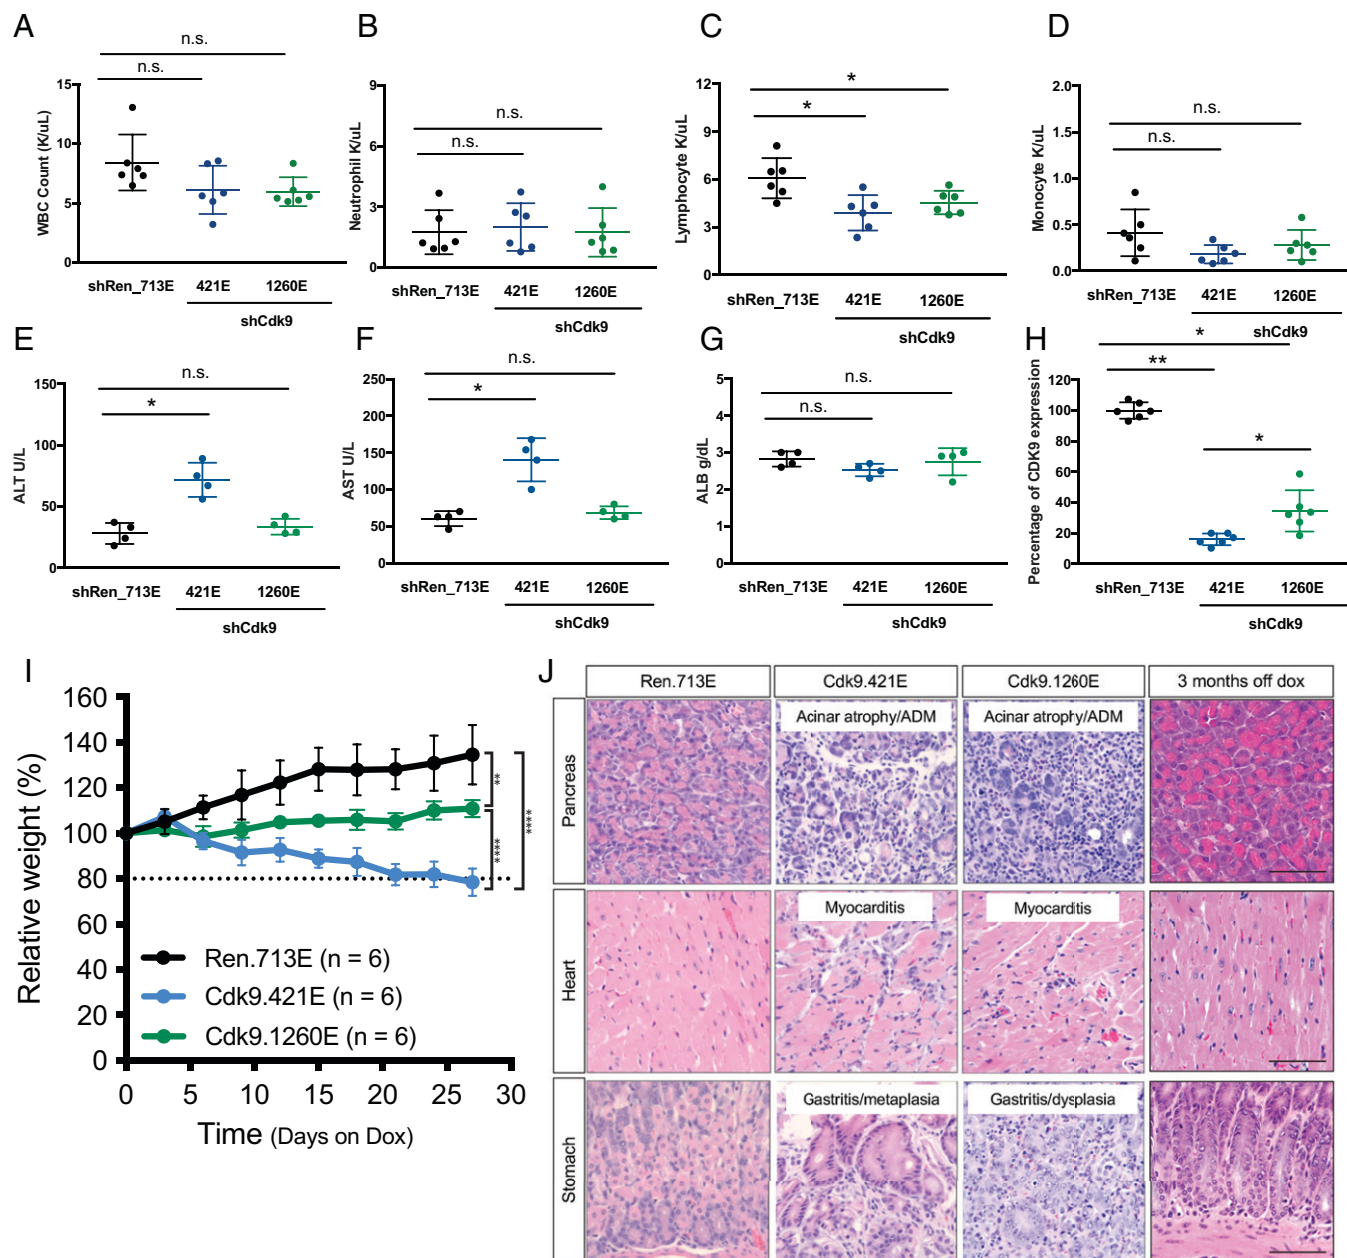 A
n.s.
n.s.
WBC Count (K/uL)
15
10
5
0
shRen_713E 421E 1260E
shCdk9
B
n.s.
n.s.
Neutrophil K/uL
9
6
3
0
shRen_713E 421E 1260E
shCdk9
C
*
*
Lymphocyte K/uL
12
9
6
3
0
shRen_713E 421E 1260E
shCdk9
D
n.s.
n.s.
Monocyte K/uL
2.0
1.5
1.0
0.5
0.0
shRen_713E 421E 1260E
shCdk9
E
n.s.
*
ALT U/L
150
100
50
0
shRen_713E 421E 1260E
shCdk9
F
n.s.
*
AST U/L
250
200
150
100
50
0
shRen_713E 421E 1260E
shCdk9
G
n.s.
n.s.
ALB g/dL
5
4
3
2
1
0
shRen_713E 421E 1260E
shCdk9
H
*
**
*
Percentage of CDK9 expression
120
100
80
60
40
20
0
shRen_713E 421E 1260E
shCdk9
I
Relative weight (%)
160
140
120
100
80
60
40
20
0
**
****
****
Ren.713E (n = 6)
Cdk9.421E (n = 6)
Cdk9.1260E (n = 6)
0 5 10 15 20 25 30
Time (Days on Dox)
J
Ren.713E Cdk9.421E Cdk9.1260E 3 months off dox
Pancreas
Acinar atrophy/ADM Acinar atrophy/ADM
Heart
Myocarditis Myocarditis
Stomach
Gastritis/metaplasia Gastritis/dysplasia